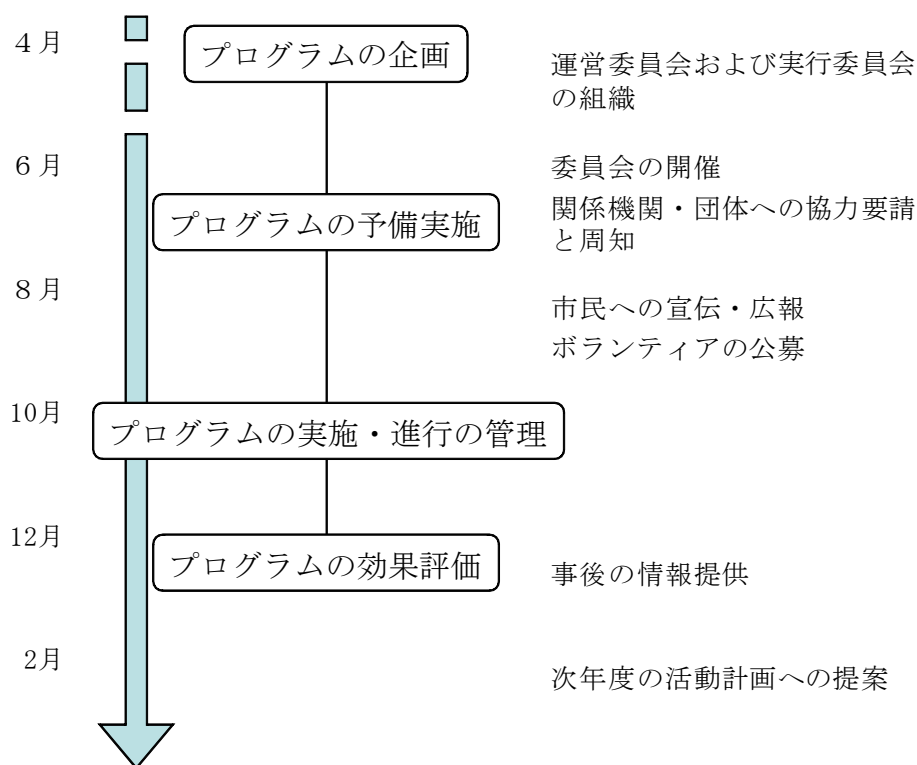 4月
プログラムの企画
運営委員会および実行委員会
の組織
6月
委員会の開催
プログラムの予備実施
関係機関・団体への協力要請
と周知
8月
市民への宣伝・広報
ボランティアの公募
10月
プログラムの実施・進行の管理
12月
プログラムの効果評価
事後の情報提供
2月
次年度の活動計画への提案